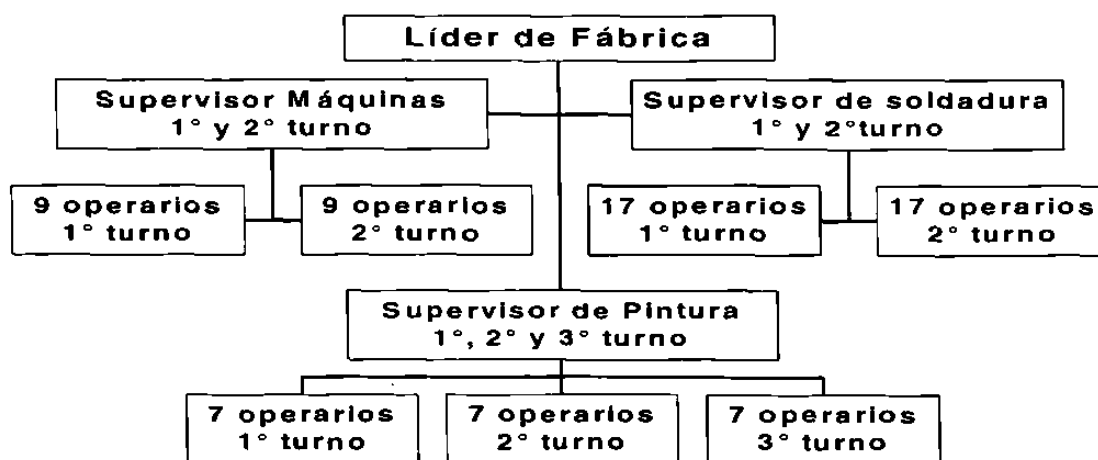 Líder de Fábrica
Supervisor Máquinas
1° y 2° turno
Supervisor de soldadura
1° y 2°turno
9 operarios
1° turno
9 operarios
2° turno
17 operarios
1° turno
17 operarios
2° turno
Supervisor de Pintura
1°, 2° y 3° turno
7 operarios
1° turno
7 operarios
2° turno
7 operarios
3° turno